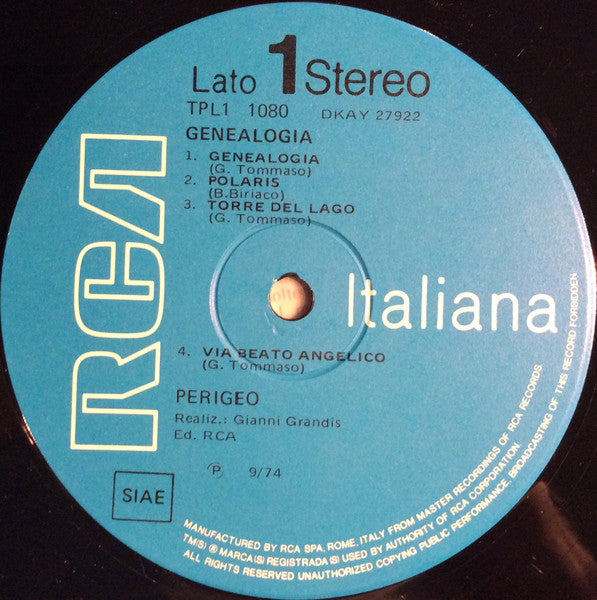 Lato 1 Stereo
TPL1 1080 DKAY 27922
GENEALOGIA
1. GENEALOGIA
(G. Tommaso)
2. POLARIS
(B.Biriaco)
3. TORRE DEL LAGO
(G. Tommaso)
RCA
Italiana
4. VIA BEATO ANGELICO
(G. Tommaso)
PERIGEO
Realiz.: Gianni Grandis
Ed. RCA
SIAE
Ⓟ 9/74
MANUFACTURED BY RCA SPA, ROME, ITALY FROM MASTER RECORDINGS OF RCA RECORDS
TM(S) ® MARCA(S) REGISTRADA(S) USED BY AUTHORITY OF RCA CORPORATION.
ALL RIGHTS RESERVED UNAUTHORIZED COPYING PUBLIC PERFORMANCE, BROADCASTING OF THIS RECORD FORBIDDEN